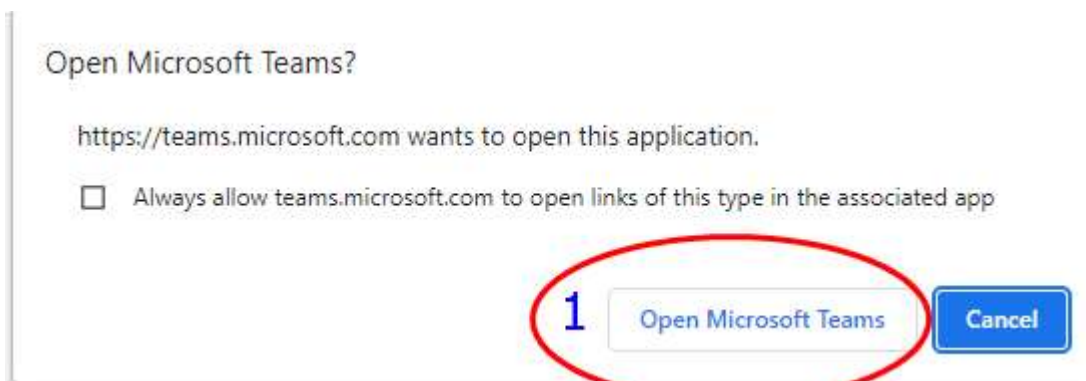 Open Microsoft Teams?
https://teams.microsoft.com wants to open this application.
Always allow teams.microsoft.com to open links of this type in the associated app
1 Open Microsoft Teams Cancel